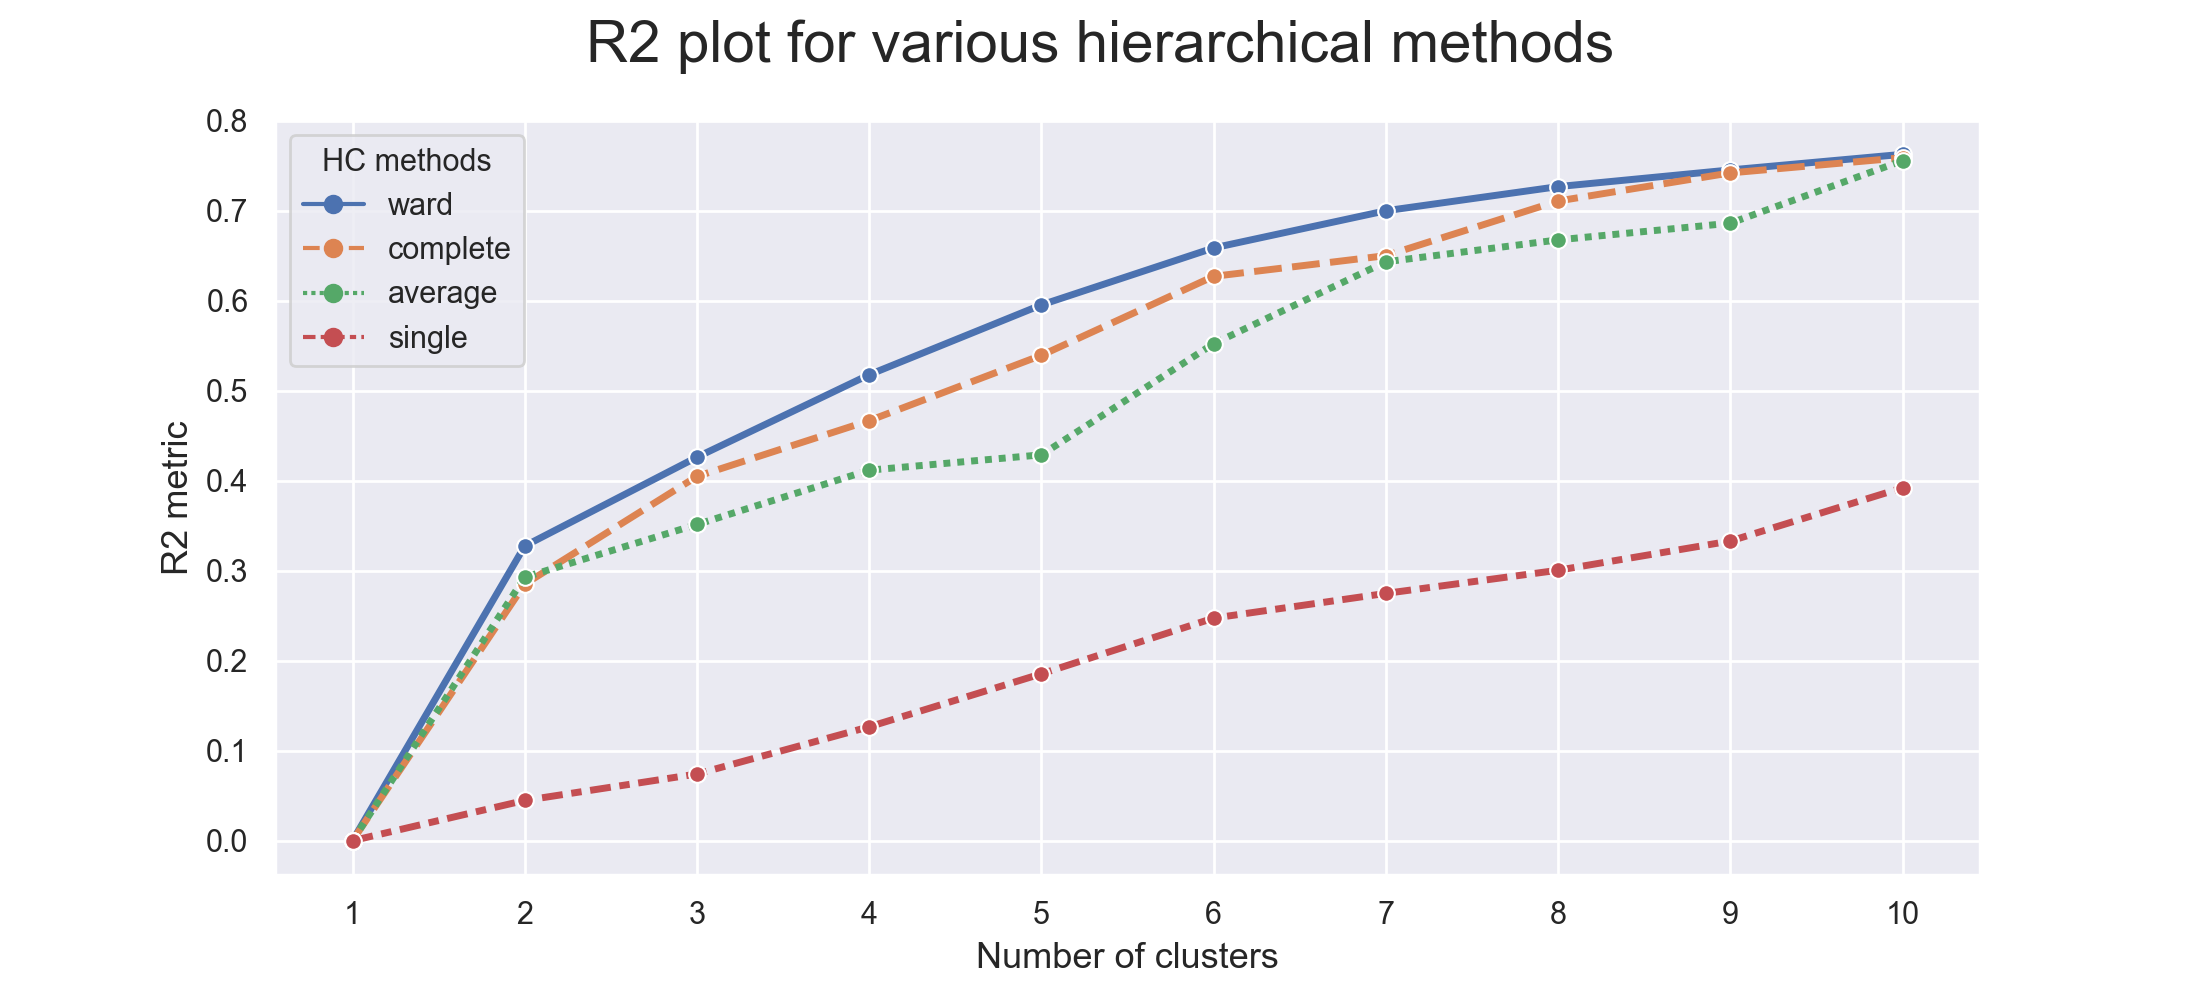 R2 plot for various hierarchical methods
HC methods
ward
complete
average
single
R2 metric
0.8
0.7
0.6
0.5
0.4
0.3
0.2
0.1
0.0
1 2 3 4 5 6 7 8 9 10
Number of clusters